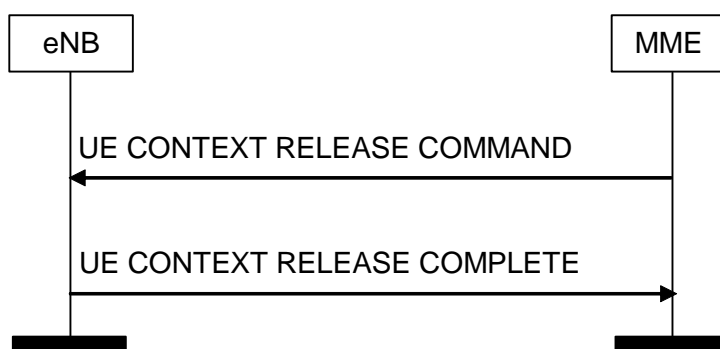 eNB
MME
UE CONTEXT RELEASE COMMAND
UE CONTEXT RELEASE COMPLETE